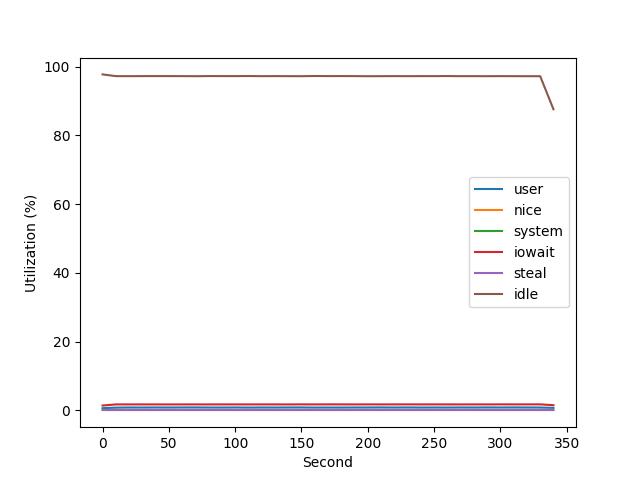 100
80
60
40
20
0
Utilization (%)
user
nice
system
iowait
steal
idle
0 50 100 150 200 250 300 350
Second